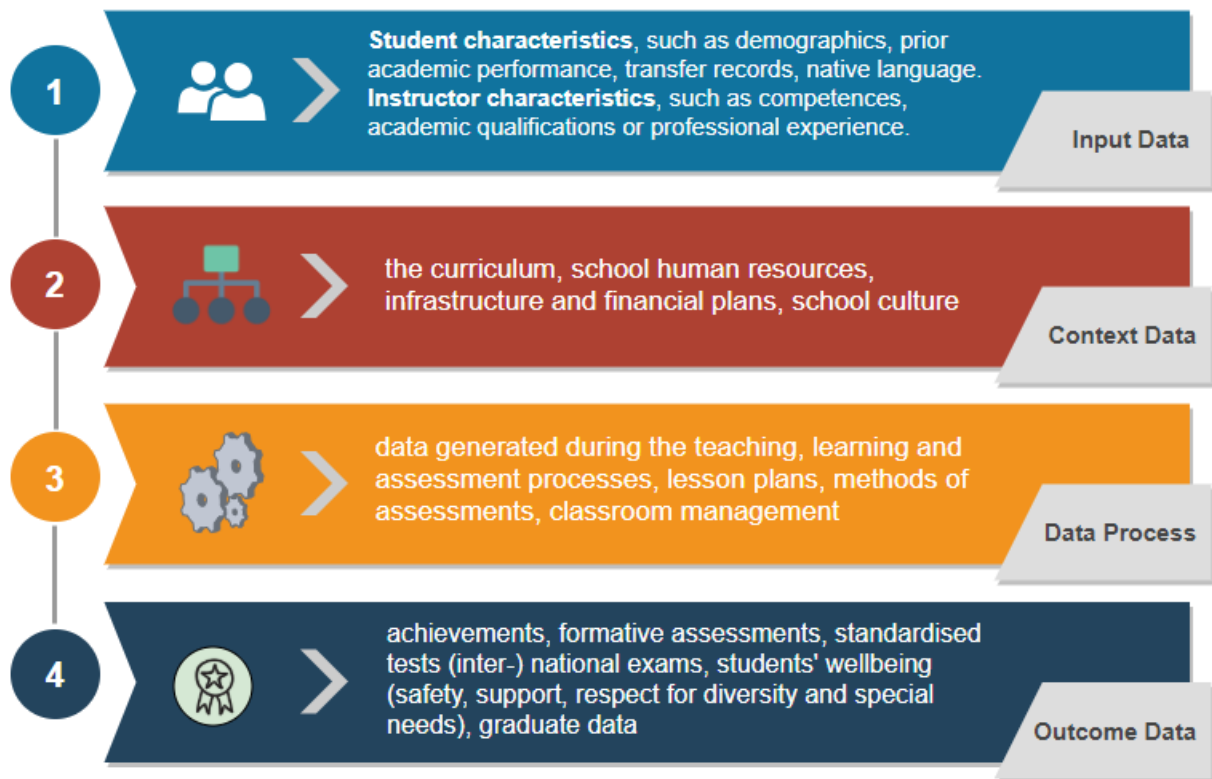 1
Student characteristics, such as demographics, prior
academic performance, transfer records, native language.
Instructor characteristics, such as competences,
academic qualifications or professional experience.
Input Data
2
the curriculum, school human resources,
infrastructure and financial plans, school culture
Context Data
3
data generated during the teaching, learning and
assessment processes, lesson plans, methods of
assessments, classroom management
Data Process
4
achievements, formative assessments, standardised
tests (inter-) national exams, students' wellbeing
(safety, support, respect for diversity and special
needs), graduate data
Outcome Data